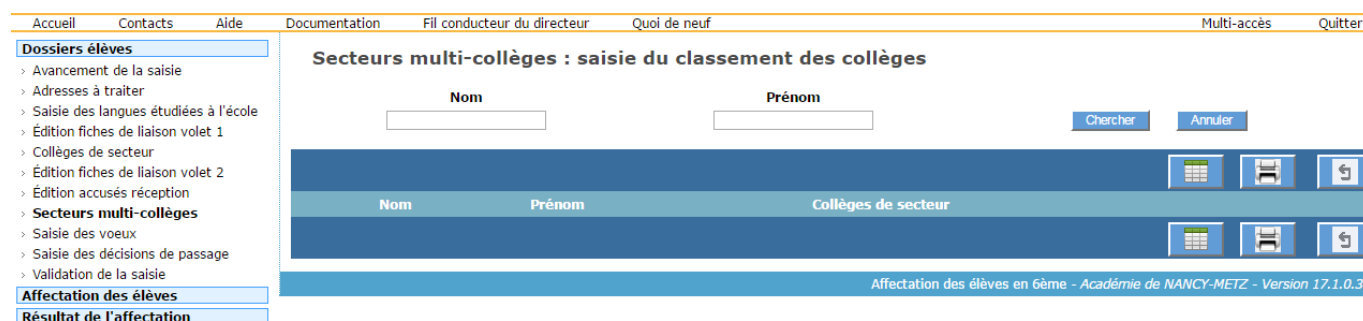 Accueil Contacts Aide Documentation Fil conducteur du directeur Quoi de neuf Multi-accès Quitter
Dossiers élèves
› Avancement de la saisie
› Adresses à traiter
› Saisie des langues étudiées à l'école
› Édition fiches de liaison volet 1
› Collèges de secteur
› Édition fiches de liaison volet 2
› Édition accusés réception
› Secteurs multi-collèges
› Saisie des voeux
› Saisie des décisions de passage
› Validation de la saisie
Affectation des élèves
Résultat de l'affectation
Secteurs multi-collèges : saisie du classement des collèges
Nom Prénom
Chercher Annuler
Nom Prénom Collèges de secteur
Affectation des élèves en 6ème - Académie de NANCY-METZ - Version 17.1.0.3